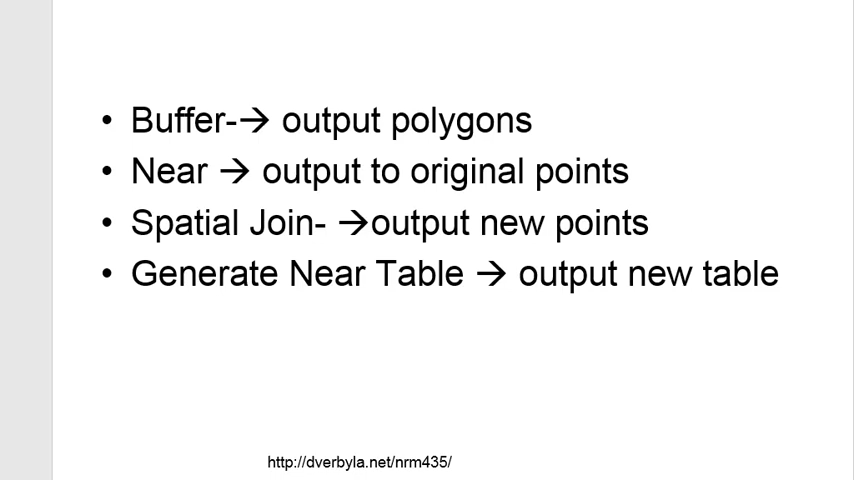 • Buffer-→ output polygons
• Near → output to original points
• Spatial Join- →output new points
• Generate Near Table → output new table
http://dverbyla.net/nrm435/